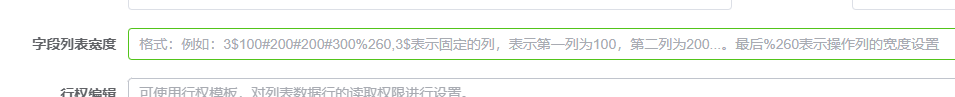 字段列表宽度 格式：例如：3$100#200#200#300%260,3$表示固定的列，表示第一列为100，第二列为200...。最后%260表示操作列的宽度设置
行权编辑 可使用行权模板，对列表数据行的读取权限进行设置。